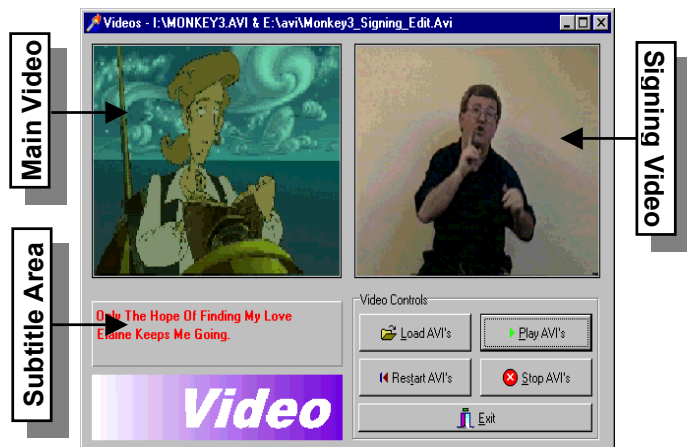 Videos - I:\MONKEY3.AVI & E:\avi\Monkey3_Signing_Edit.Avi
Main Video
Signing Video
Subtitle Area
Only The Hope Of Finding My Love
Elaine Keeps Me Going.
Video Controls
Load AVI's
Play AVI's
Restart AVI's
Stop AVI's
Exit
Video